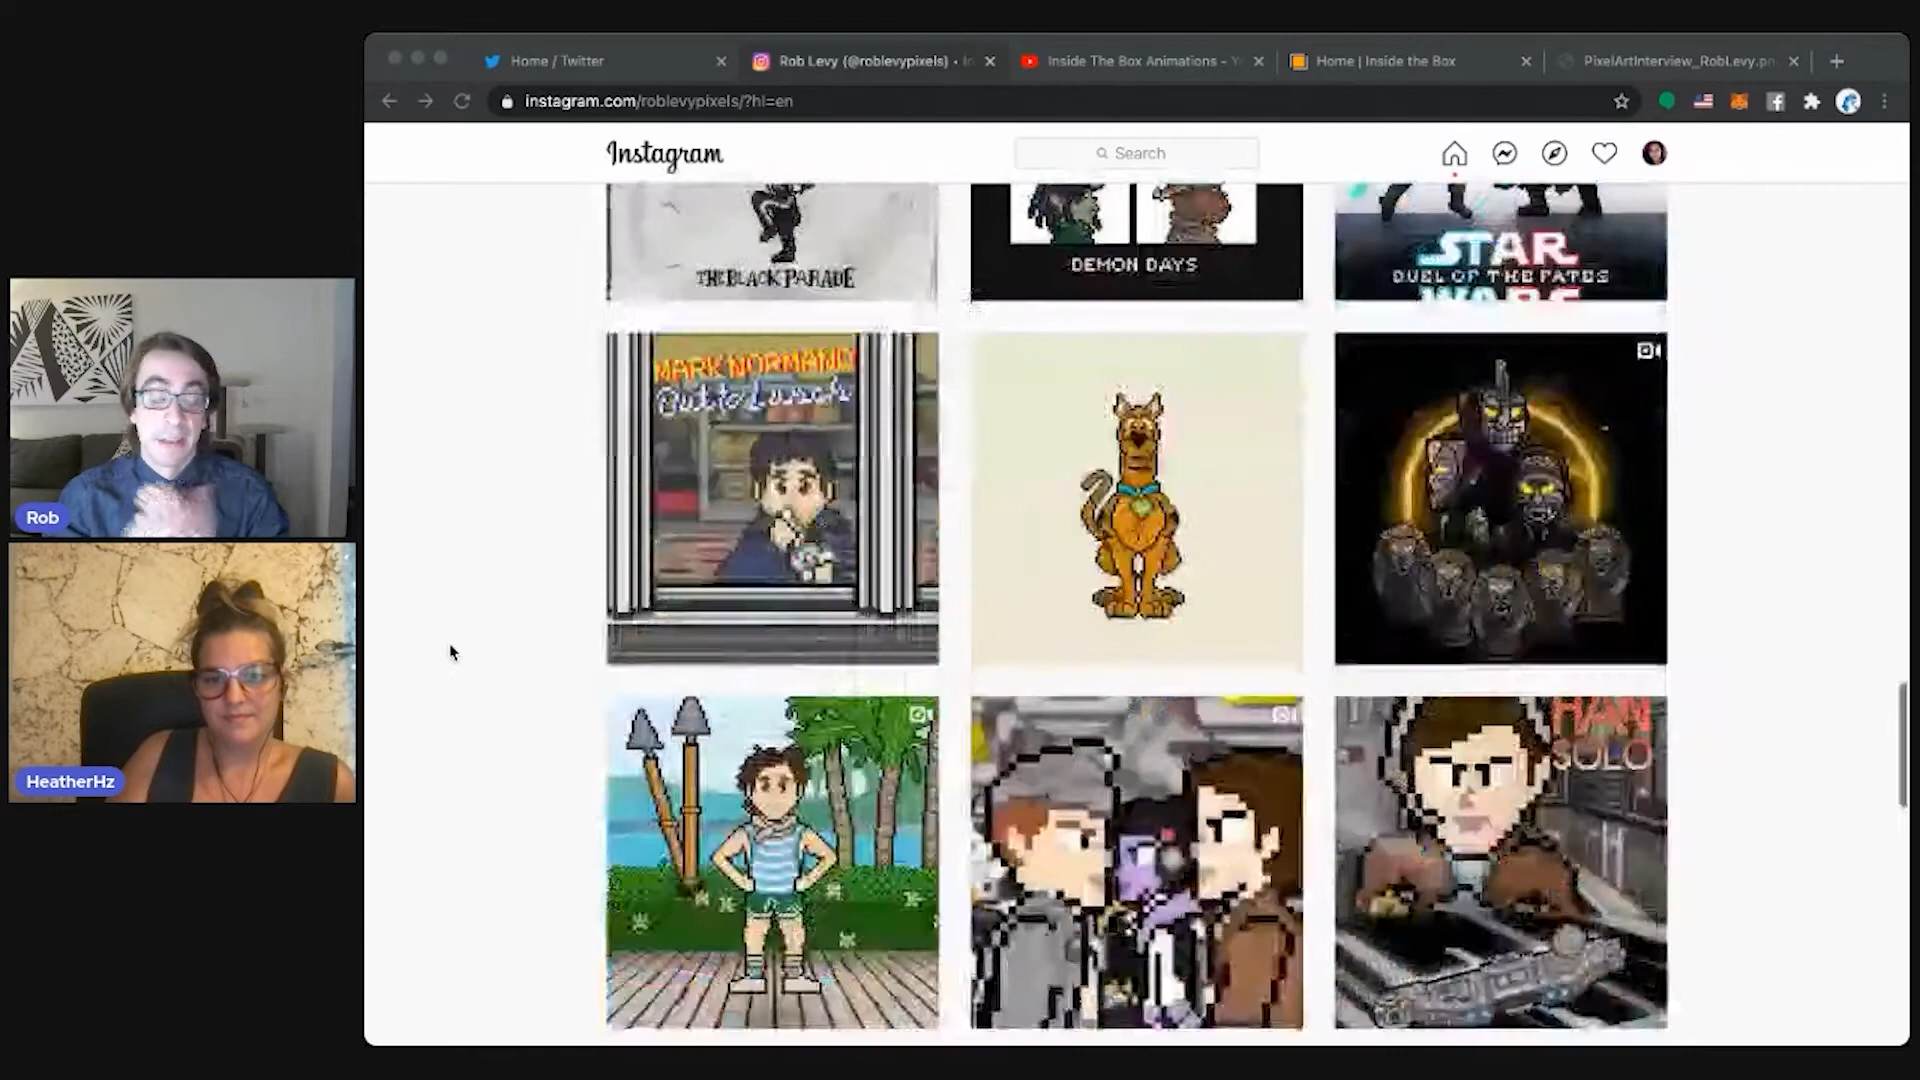 Home / Twitter
Rob Levy (@roblevypixels) • In
Inside The Box Animations - Y
Home | Inside the Box
PixelArtInterview_RobLevy.pn
instagram.com/roblevypixels/?hl=en
Instagram
Search
THE BLACK PARADE
DEMON DAYS
STAR
DUEL OF THE FATES
WARS
MARK NORMAND
Out to Lunch
HAN
SOLO
Rob
HeatherHz